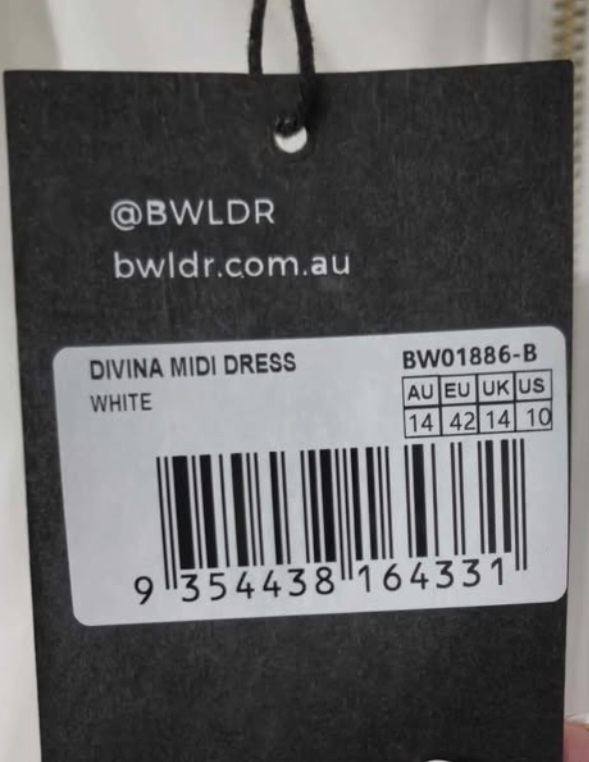 @BWLDR
bwldr.com.au
DIVINA MIDI DRESS
WHITE
BW01886-B
AU EU UK US
14 42 14 10
9 354438 164331